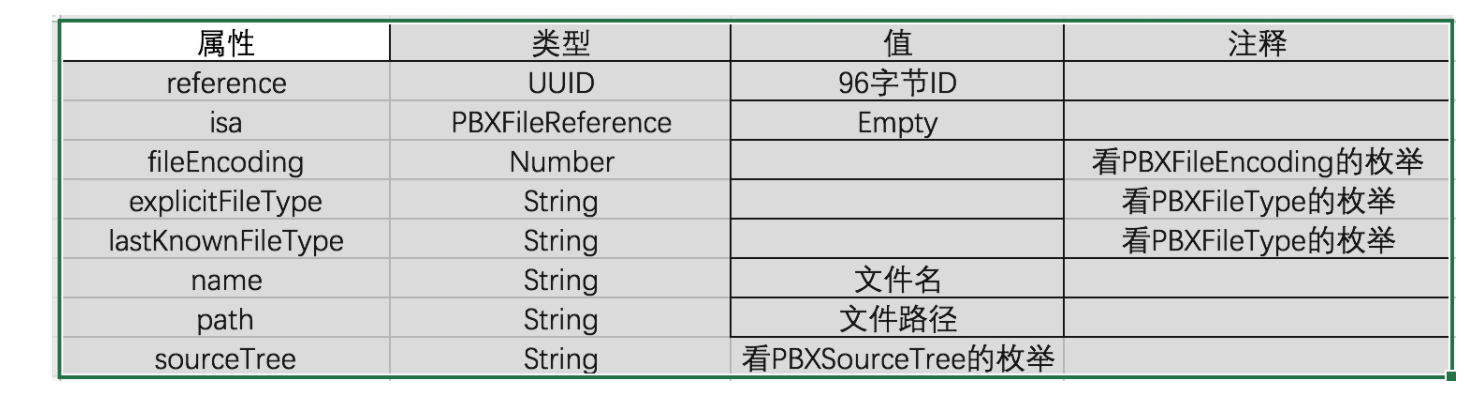 属性 类型 值 注释
reference UUID 96字节ID
isa PBXFileReference Empty
fileEncoding Number 看PBXFileEncoding的枚举
explicitFileType String 看PBXFileType的枚举
lastKnownFileType String 看PBXFileType的枚举
name String 文件名
path String 文件路径
sourceTree String 看PBXSourceTree的枚举